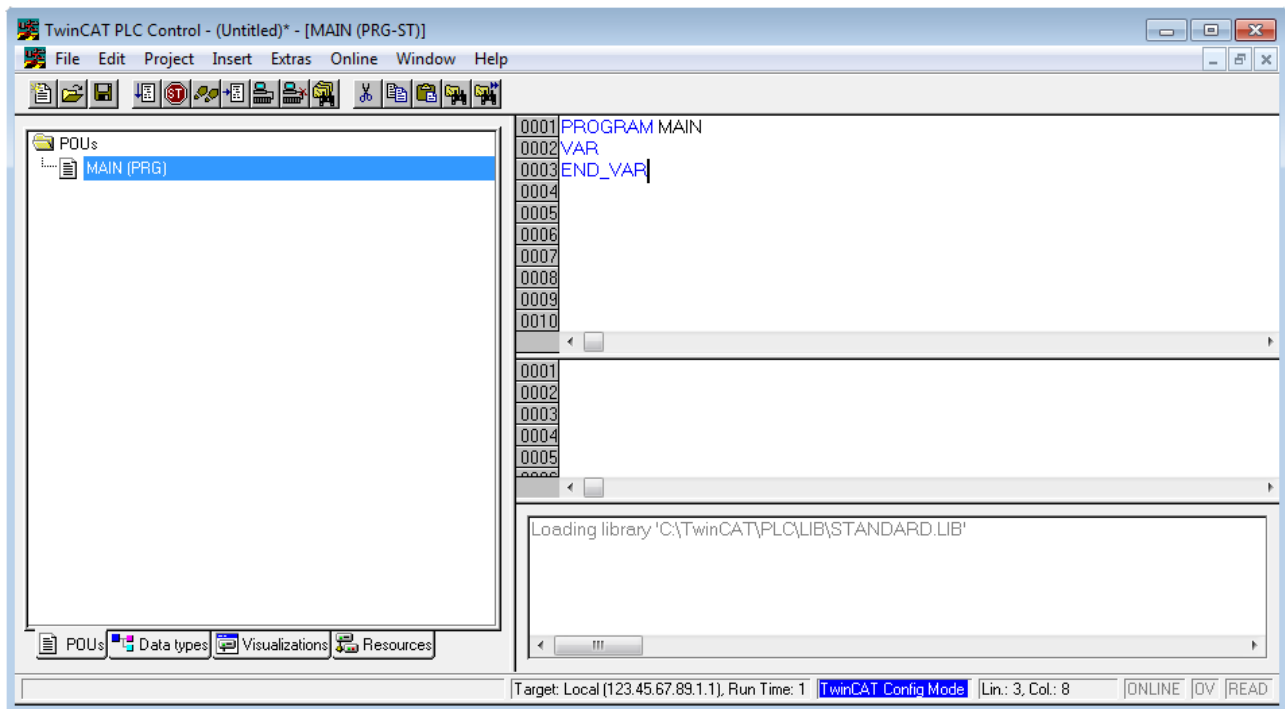 TwinCAT PLC Control - (Untitled)* - [MAIN (PRG-ST)]
File Edit Project Insert Extras Online Window Help
POUs
MAIN (PRG)
0001 PROGRAM MAIN
0002 VAR
0003 END_VAR
0004
0005
0006
0007
0008
0009
0010
0001
0002
0003
0004
0005
Loading library 'C:\TwinCAT\PLC\LIB\STANDARD.LIB'
POUs Data types Visualizations Resources
Target: Local (123.45.67.89.1.1), Run Time: 1 TwinCAT Config Mode Lin.: 3, Col.: 8 ONLINE OV READ